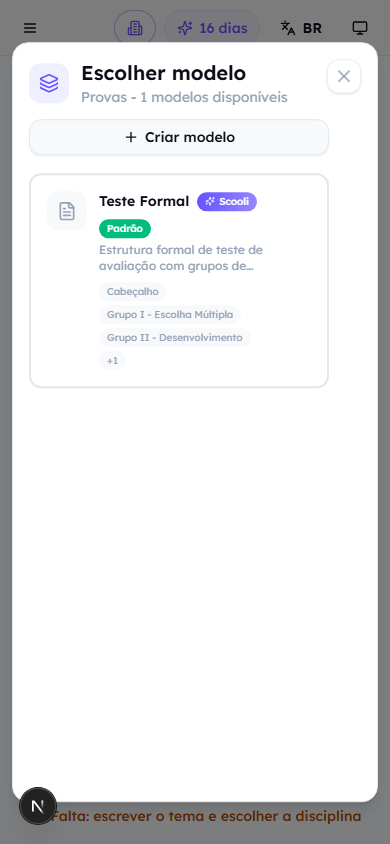 16 dias
BR
Escolher modelo
Provas - 1 modelos disponíveis
+ Criar modelo
Teste Formal Scooli
Padrão
Estrutura formal de teste de
avaliação com grupos de…
Cabeçalho
Grupo I - Escolha Múltipla
Grupo II - Desenvolvimento
+1
N
Falta: escrever o tema e escolher a disciplina